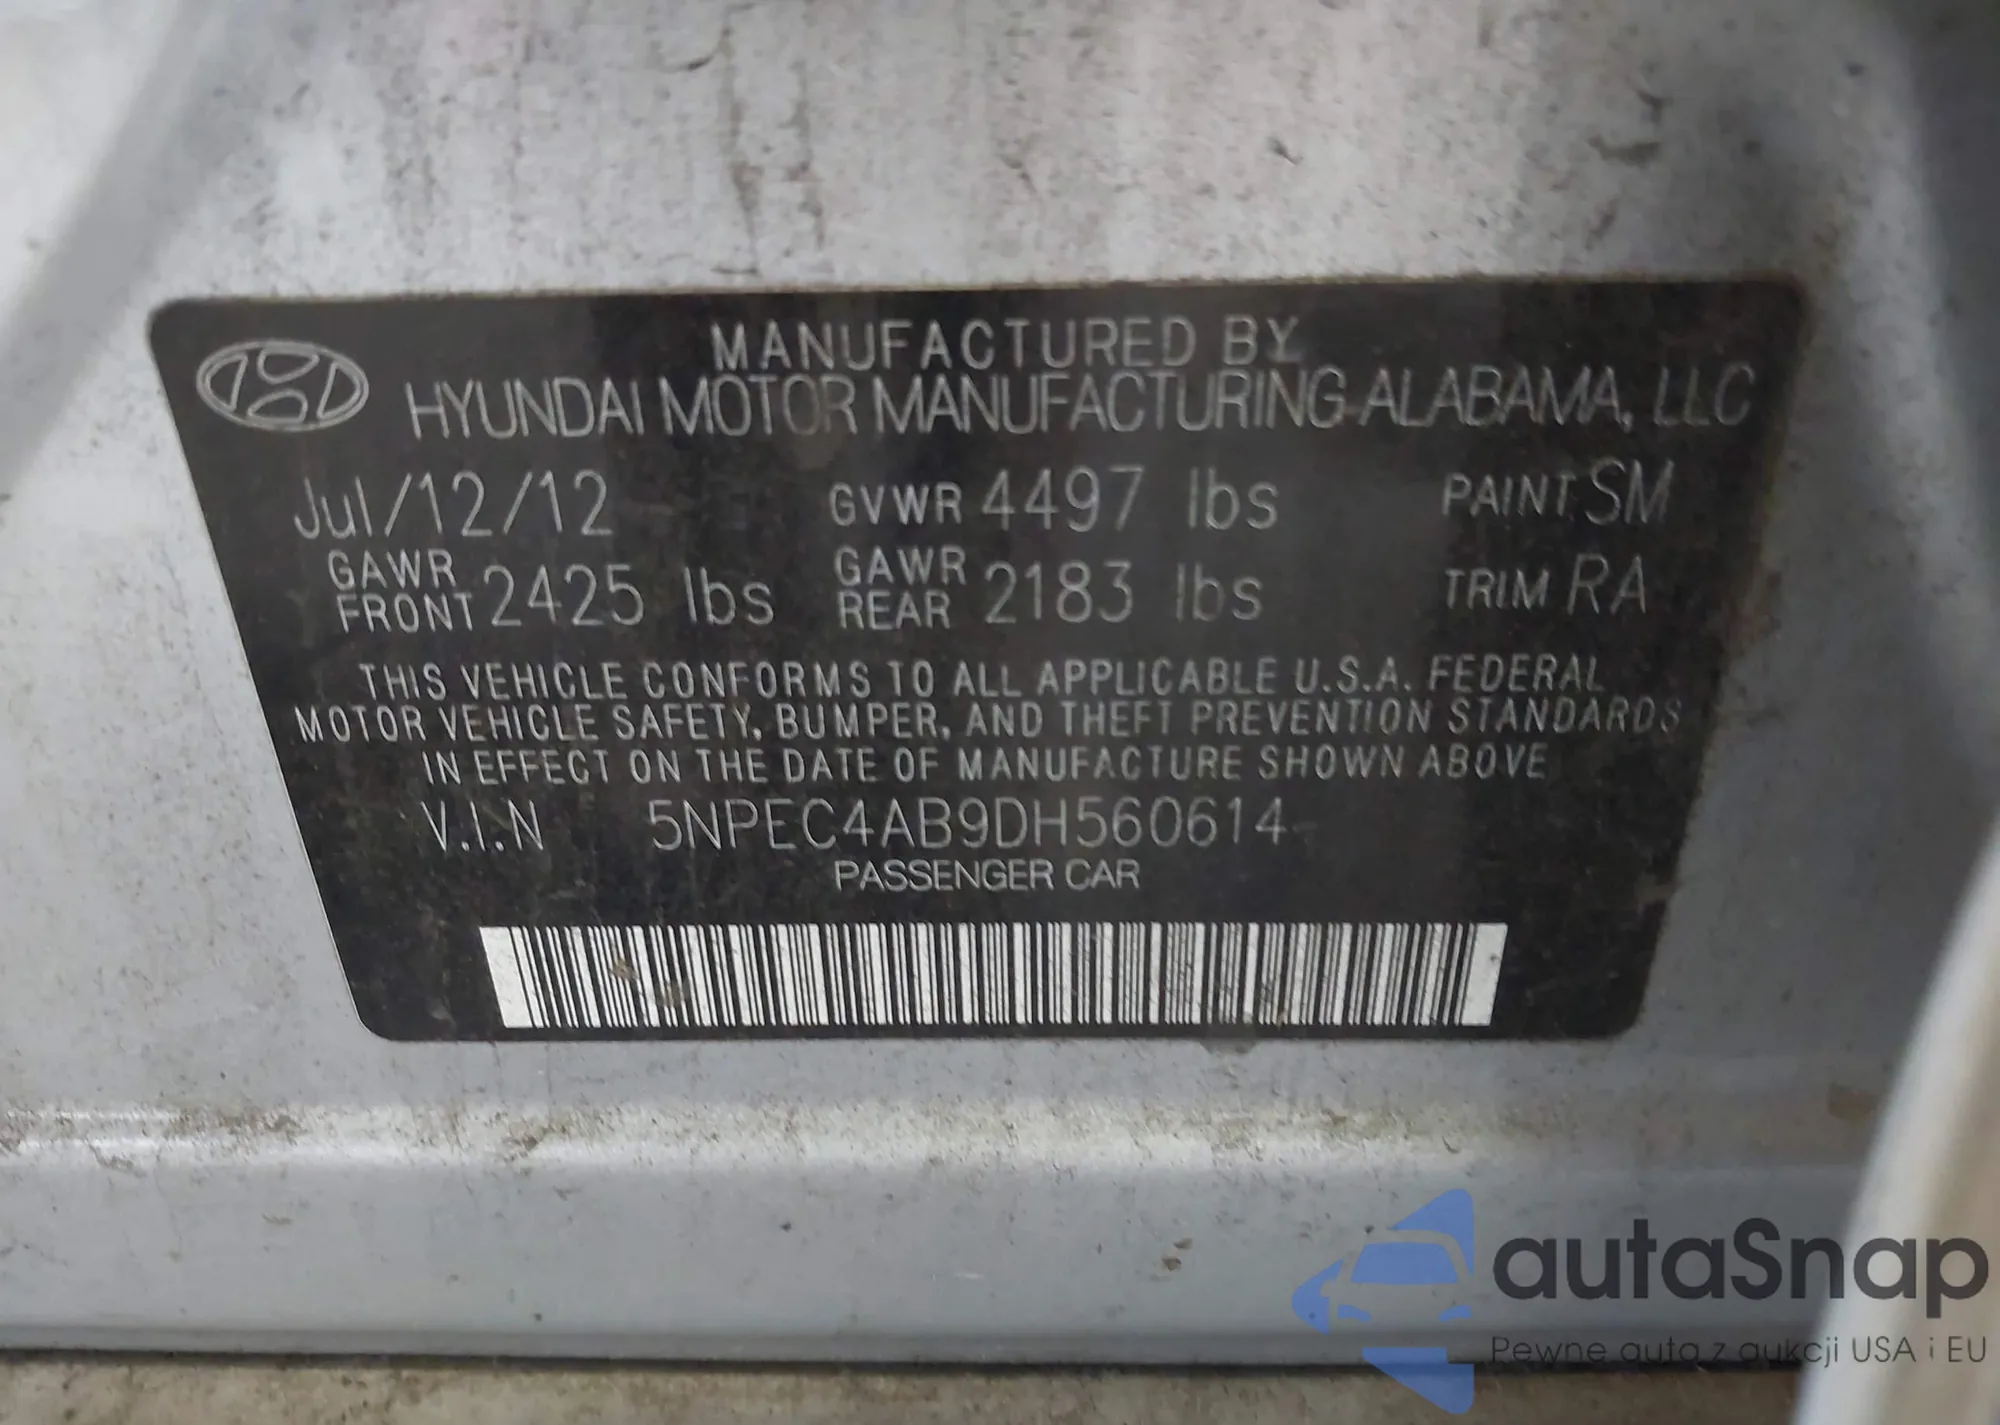 MANUFACTURED BY
HYUNDAI MOTOR MANUFACTURING ALABAMA, LLC
Jul/12/12 GVWR 4497 lbs PAINT SM
GAWR FRONT 2425 lbs GAWR REAR 2183 lbs TRIM RA
THIS VEHICLE CONFORMS TO ALL APPLICABLE U.S.A. FEDERAL
MOTOR VEHICLE SAFETY, BUMPER, AND THEFT PREVENTION STANDARDS
IN EFFECT ON THE DATE OF MANUFACTURE SHOWN ABOVE
V.I.N 5NPEC4AB9DH560614
PASSENGER CAR
autaSnap
Pewne auta z aukcji USA i EU